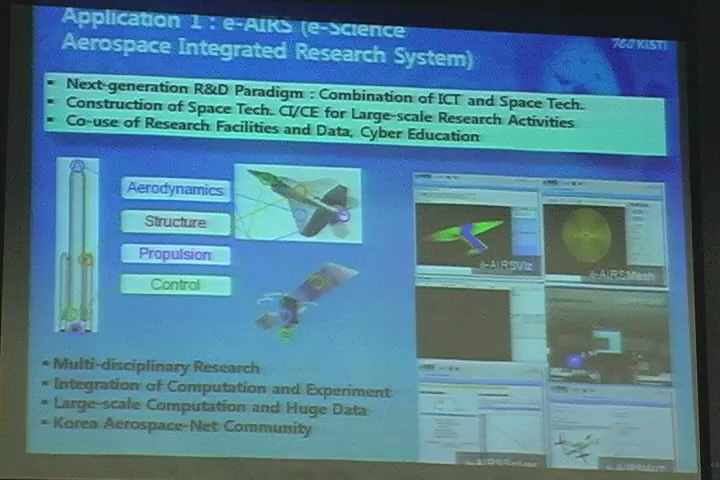 Application 1 : e-AIRS (e-Science
Aerospace Integrated Research System)
KISTI
▪ Next-generation R&D Paradigm : Combination of ICT and Space Tech.
▪ Construction of Space Tech. CI/CE for Large-scale Research Activities
▪ Co-use of Research Facilities and Data, Cyber Education
Aerodynamics
Structure
Propulsion
Control
e-AIRSViz
e-AIRSMesh
▪ Multi-disciplinary Research
▪ Integration of Computation and Experiment
▪ Large-scale Computation and Huge Data
▪ Korea Aerospace-Net Community